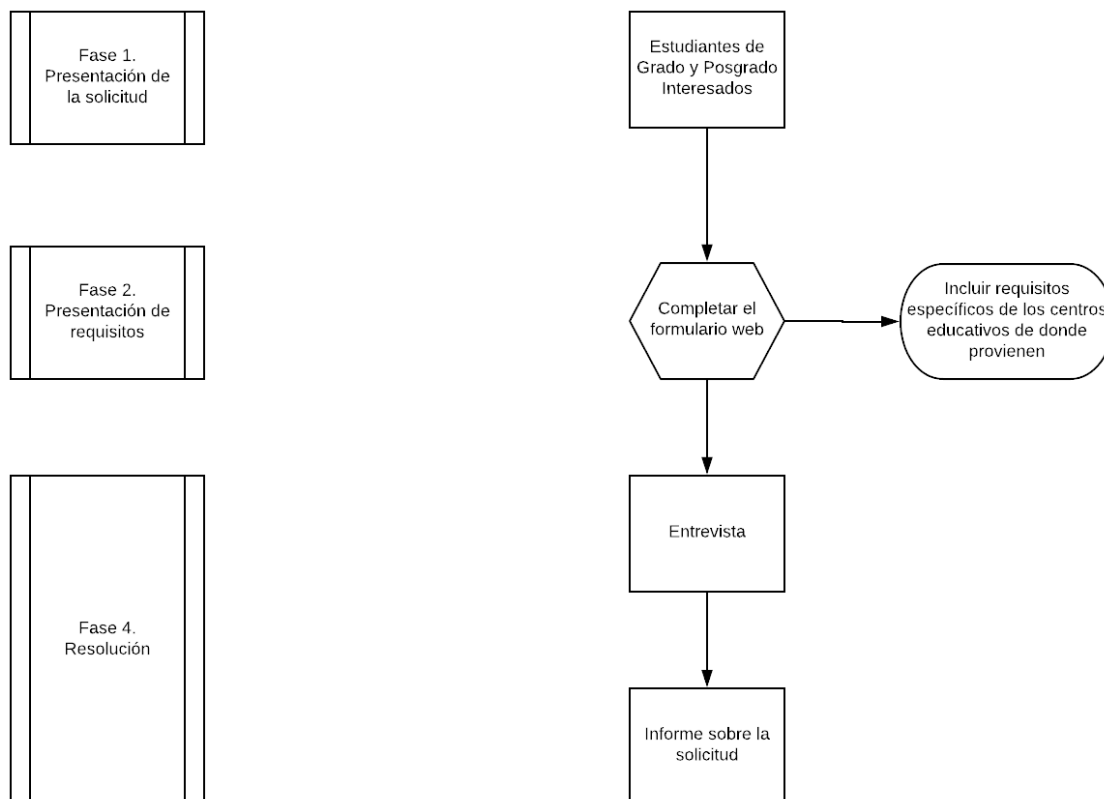 Fase 1.
Presentación de
la solicitud
Estudiantes de
Grado y Posgrado
Interesados
Fase 2.
Presentación de
requisitos
Completar el
formulario web
Incluir requisitos
específicos de los centros
educativos de donde
provienen
Fase 4.
Resolución
Entrevista
Informe sobre la
solicitud